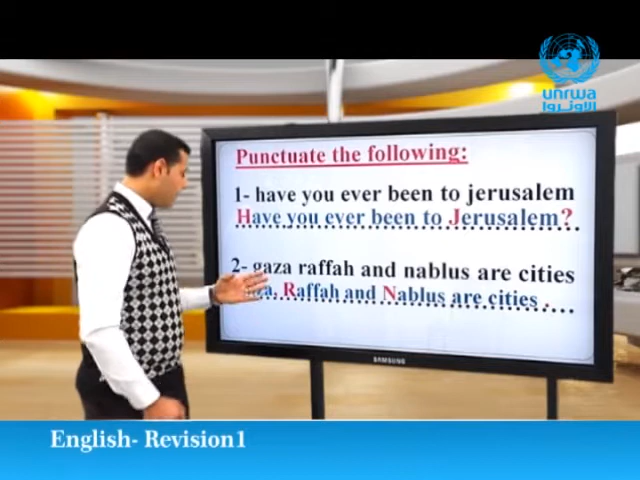 unrwa
الأونروا
Punctuate the following:
1- have you ever been to jerusalem
Have you ever been to Jerusalem?
2- gaza raffah and nablus are cities
Raffah and Nablus are cities .
SAMSUNG
English- Revision1